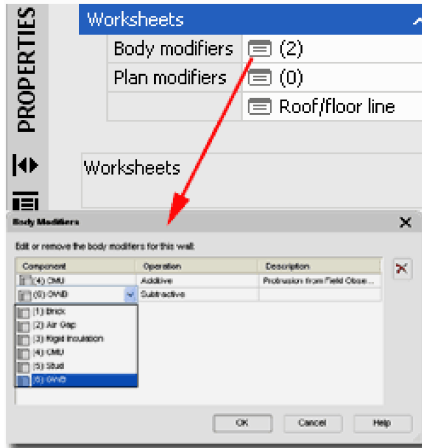 PROPERTIES
Worksheets
Body modifiers (2)
Plan modifiers (0)
Roof/floor line
Worksheets
Body Modifiers
Edit or remove the body modifiers for this wall:
Component Operation Description
(4) CMU Additive Protrusion from Field Obse...
(6) GWB Subtractive
(1) Brick
(2) Air Gap
(3) Rigid Insulation
(4) CMU
(5) Stud
(6) GWB
OK Cancel Help